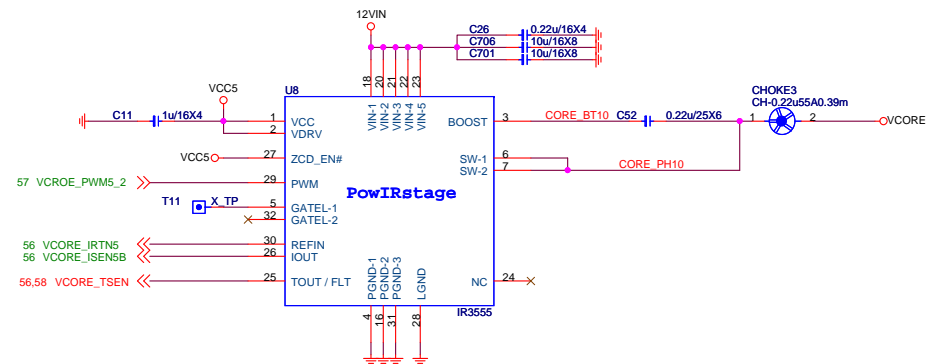 12VIN
C26 0.22u/16X4
C706 10u/16X8
C701 10u/16X8
18 20 21 22 23
VCC5
U8
CHOKE3
CH-0.22u55A0.39m
VIN-1 VIN-2 VIN-3 VIN-4 VIN-5
C11 1u/16X4
1 VCC
BOOST 3 CORE_BT10 C52 0.22u/25X6
1 2 VCORE
2 VDRV
VCC5 27 ZCD_EN#
SW-1 6
SW-2 7 CORE_PH10
57 VCROE_PWM5_2 29 PWM
PowIRstage
T11 X_TP 5 GATEL-1
32 GATEL-2
56 VCORE_IRTN5 30 REFIN
56 VCORE_ISEN5B 26 IOUT
56,58 VCORE_TSEN 25 TOUT / FLT
NC 24
PGND-1 PGND-2 PGND-3 LGND
IR3555
4 16 31 28